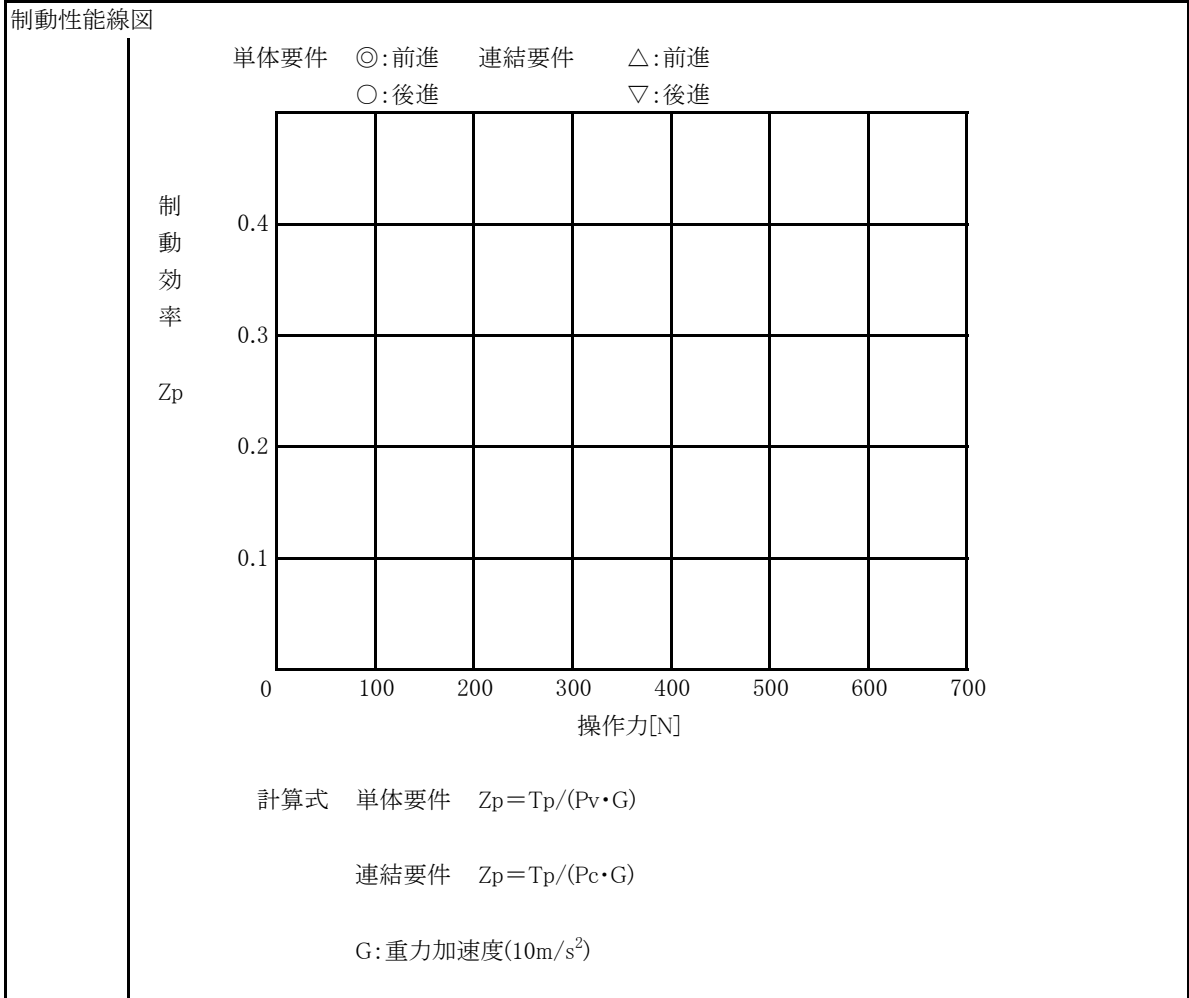 制動性能線図
単体要件 ◎:前進 連結要件 △:前進
○:後進 ▽:後進
制
動
効
率
Zp
0.4
0.3
0.2
0.1
0 100 200 300 400 500 600 700
操作力[N]
計算式 単体要件 Zp=Tp/(Pv・G)
連結要件 Zp=Tp/(Pc・G)
G:重力加速度(10m/s²)